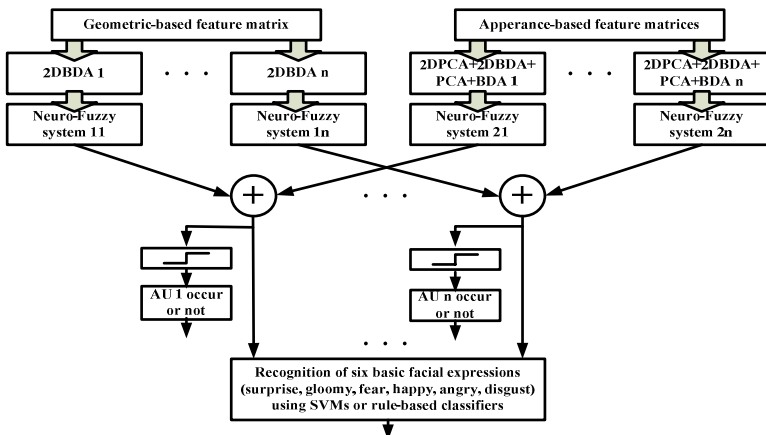 Geometric-based feature matrix
Apperance-based feature matrices
2DBDA 1
. . .
2DBDA n
2DPCA+2DBDA+
PCA+BDA 1
. . .
2DPCA+2DBDA+
PCA+BDA n
Neuro-Fuzzy
system 11
Neuro-Fuzzy
system 1n
Neuro-Fuzzy
system 21
Neuro-Fuzzy
system 2n
+
. . .
+
AU 1 occur
or not
AU n occur
or not
. . .
Recognition of six basic facial expressions
(surprise, gloomy, fear, happy, angry, disgust)
using SVMs or rule-based classifiers